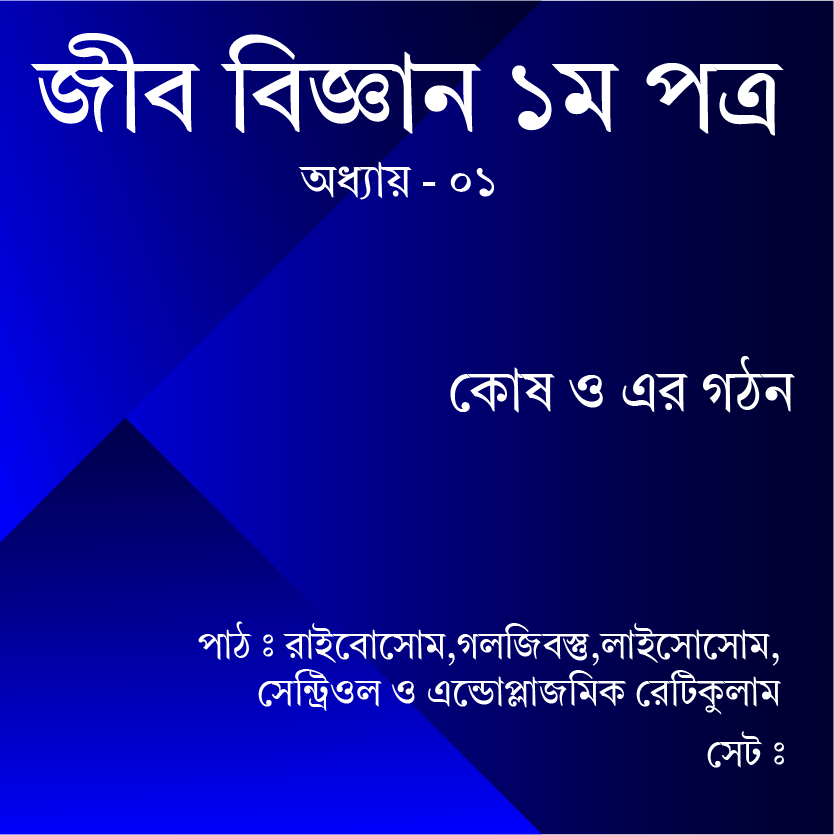 জীব বিজ্ঞান ১ম পত্র
অধ্যায় - ০১
কোষ ও এর গঠন
পাঠ ঃ রাইবোসোম,গলজিবস্তু,লাইসোসোম,
সেন্ট্রিওল ও এন্ডোপ্লাজমিক রেটিকুলাম
সেট ঃ